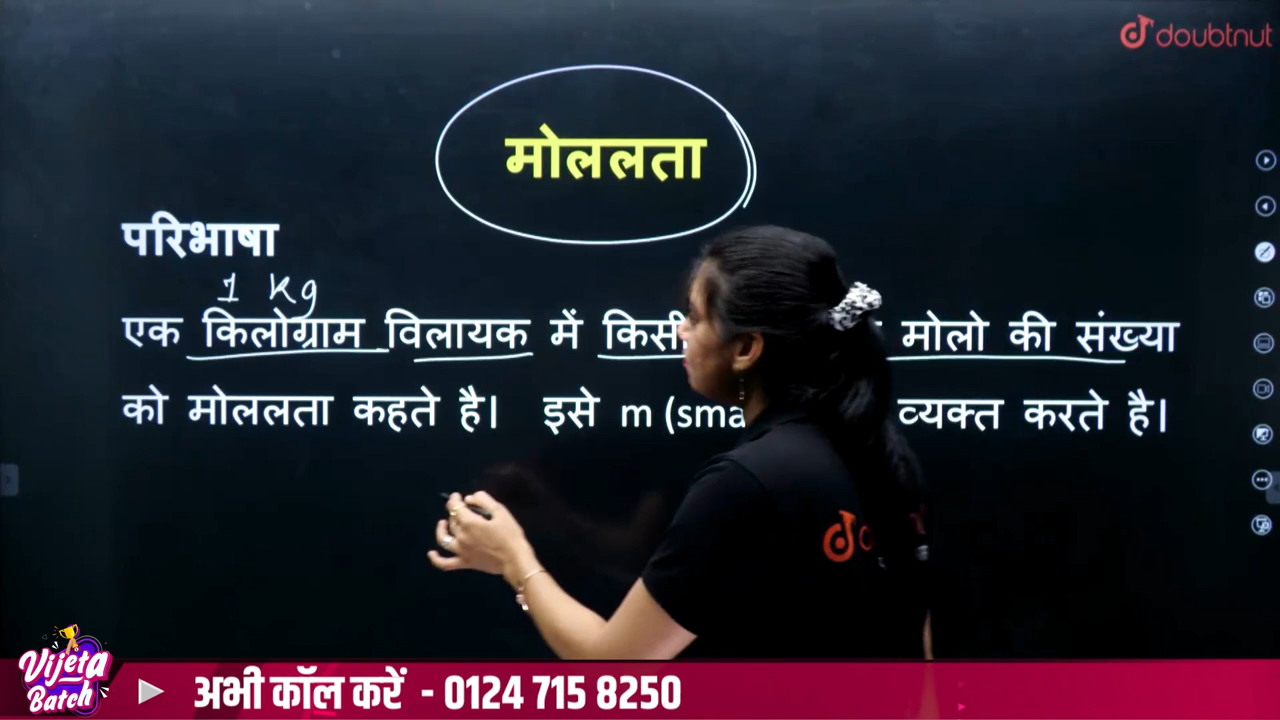 doubtnut
मोललता
परिभाषा
1 Kg
एक किलोग्राम विलायक में किसी मोलो की संख्या
को मोललता कहते है। इसे m व्यक्त करते है।
Vijeta
Batch
अभी कॉल करें - 0124 715 8250